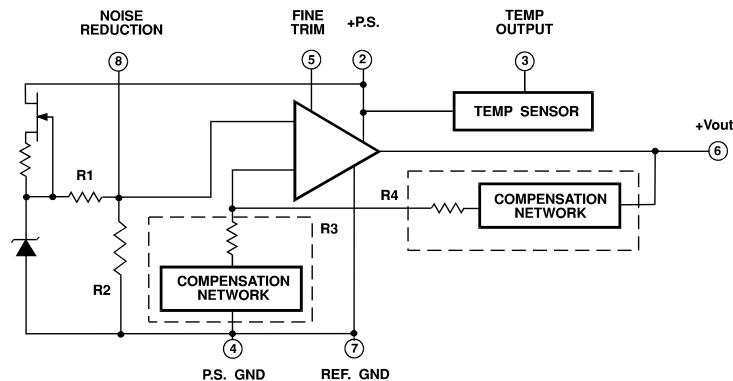 NOISE
REDUCTION
8
FINE
TRIM
5
+P.S.
2
TEMP
OUTPUT
3
TEMP SENSOR
+Vout
6
R1
R4
COMPENSATION
NETWORK
R3
R2
COMPENSATION
NETWORK
4
7
P.S. GND
REF. GND